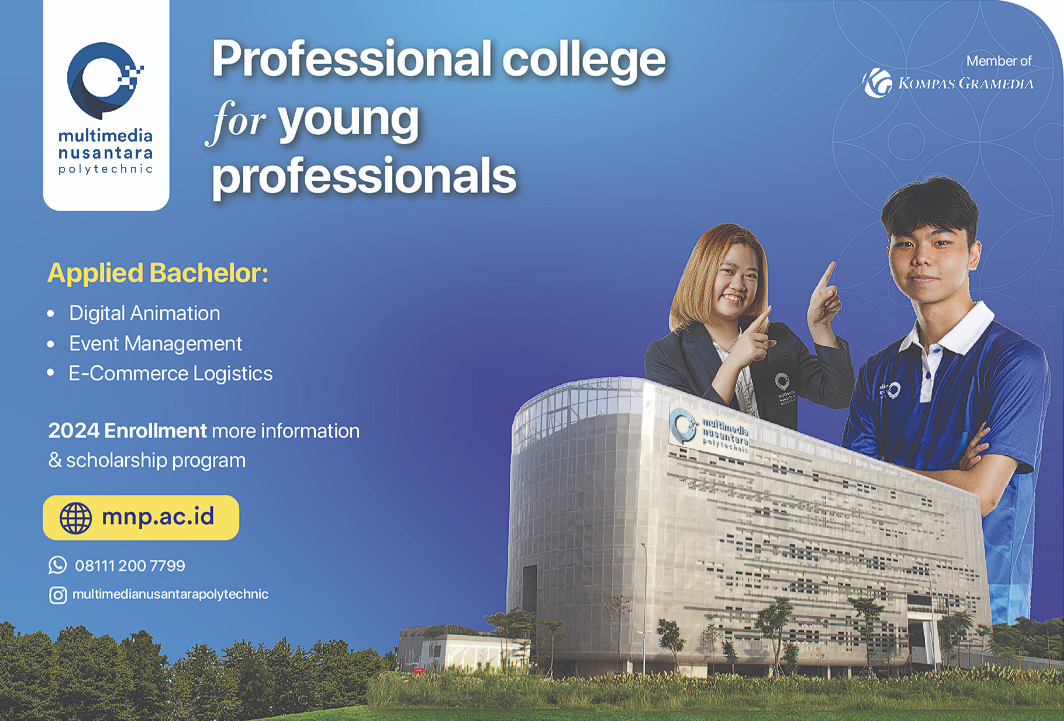 multimedia
nusantara
polytechnic
Professional college
for young
professionals
Member of
KOMPAS GRAMEDIA
Applied Bachelor:
• Digital Animation
• Event Management
• E-Commerce Logistics
2024 Enrollment more information
& scholarship program
mnp.ac.id
08111 200 7799
multimedianusantarapolytechnic
multimedia
nusantara
polytechnic